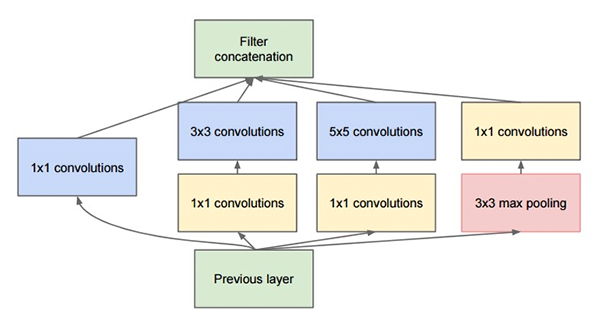 Filter
concatenation
3x3 convolutions
5x5 convolutions
1x1 convolutions
1x1 convolutions
1x1 convolutions
1x1 convolutions
3x3 max pooling
Previous layer